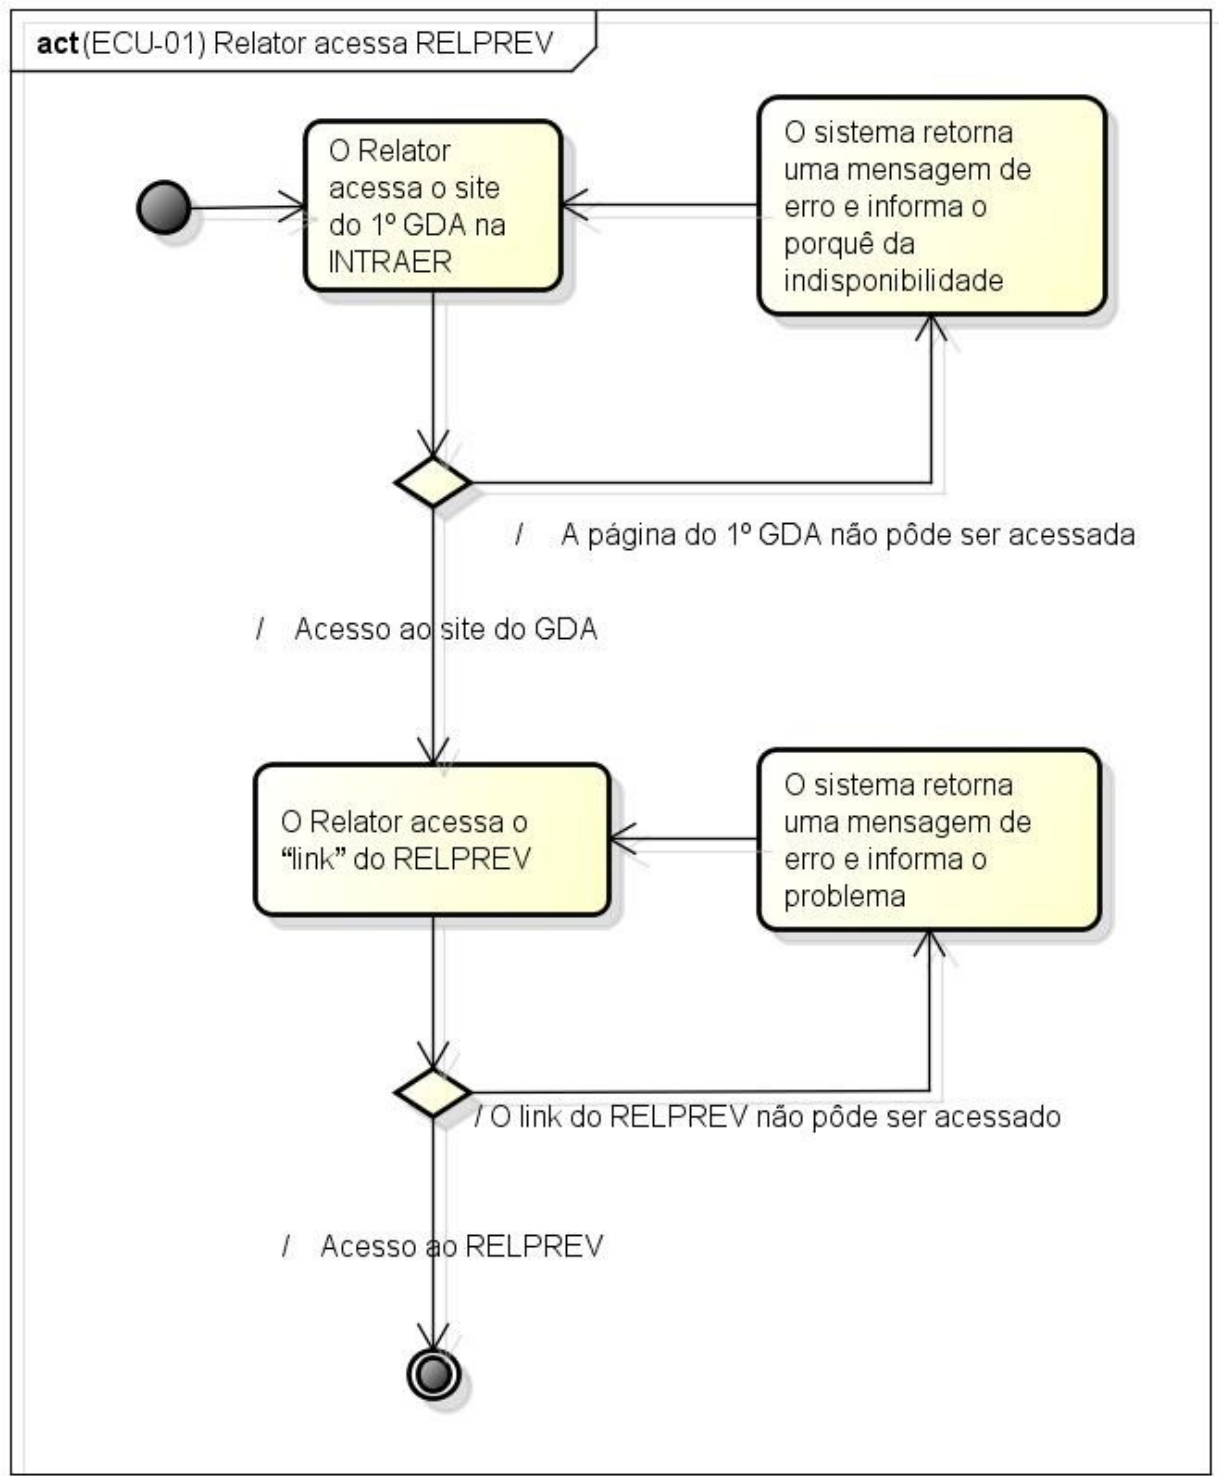 act (ECU-01) Relator acessa RELPREV
O Relator
acessa o site
do 1º GDA na
INTRAER
O sistema retorna
uma mensagem de
erro e informa o
porquê da
indisponibilidade
/ A página do 1º GDA não pôde ser acessada
/ Acesso ao site do GDA
O Relator acessa o
“link” do RELPREV
O sistema retorna
uma mensagem de
erro e informa o
problema
/ O link do RELPREV não pôde ser acessado
/ Acesso ao RELPREV